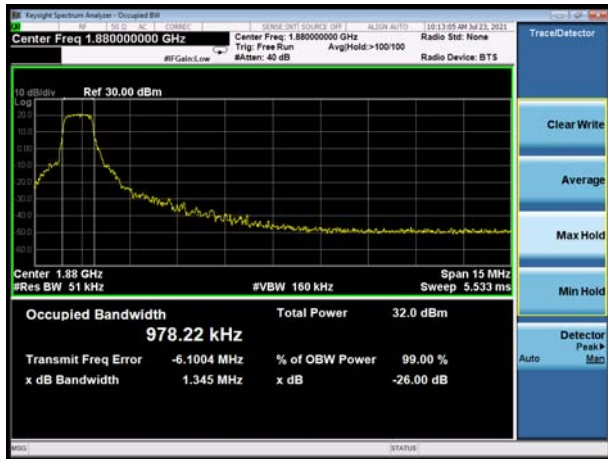 Keysight Spectrum Analyzer - Occupied BW
RF 50 Ω AC CORREC SENSE:INT SOURCE OFF ALIGN AUTO 10:13:05 AM Jul 23, 2021
Center Freq 1.880000000 GHz Center Freq: 1.880000000 GHz Radio Std: None Trace/Detector
Trig: Free Run Avg|Hold:>100/100
#IFGain:Low #Atten: 40 dB Radio Device: BTS
10 dB/div Ref 30.00 dBm
Log
20.0
10.0
0.00
-10.0
-20.0
-30.0
-40.0
-50.0
-60.0
Clear Write
Average
Max Hold
Min Hold
Detector
Peak▶
Auto Man
Center 1.88 GHz Span 15 MHz
#Res BW 51 kHz #VBW 160 kHz Sweep 5.533 ms
Occupied Bandwidth Total Power 32.0 dBm
978.22 kHz
Transmit Freq Error -6.1004 MHz % of OBW Power 99.00 %
x dB Bandwidth 1.345 MHz x dB -26.00 dB
MSG STATUS